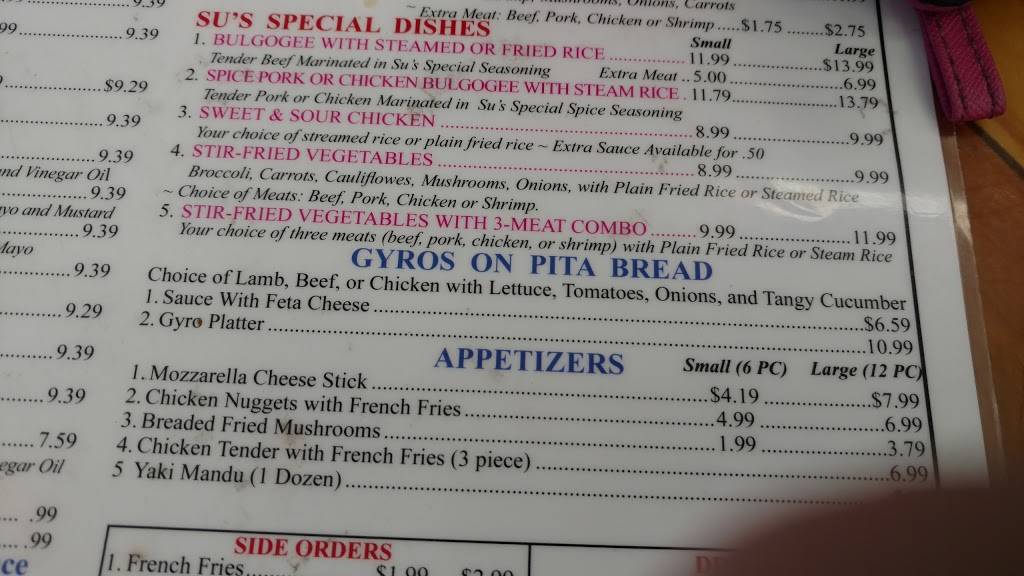 9.39
.99
9.39
$9.29
9.39
9.39
and Vinegar Oil
9.39
ayo and Mustard
9.39
Mayo
9.39
9.29
9.39
9.39
7.59
egar Oil
.99
.99
ce
Onions, Carrots
~ Extra Meat: Beef, Pork, Chicken or Shrimp.....$1.75 .......$2.75
SU'S SPECIAL DISHES
Small Large
1. BULGOGEE WITH STEAMED OR FRIED RICE 11.99 $13.99
Tender Beef Marinated in Su's Special Seasoning Extra Meat ..5.00 6.99
2. SPICE PORK OR CHICKEN BULGOGEE WITH STEAM RICE . 11.79 13.79
Tender Pork or Chicken Marinated in Su's Special Spice Seasoning
3. SWEET & SOUR CHICKEN 8.99 9.99
Your choice of streamed rice or plain fried rice ~ Extra Sauce Available for .50
4. STIR-FRIED VEGETABLES 8.99 9.99
Broccoli, Carrots, Cauliflowes, Mushrooms, Onions, with Plain Fried Rice or Steamed Rice
~ Choice of Meats: Beef, Pork, Chicken or Shrimp.
5. STIR-FRIED VEGETABLES WITH 3-MEAT COMBO 9.99 11.99
Your choice of three meats (beef, pork, chicken, or shrimp) with Plain Fried Rice or Steam Rice
GYROS ON PITA BREAD
Choice of Lamb, Beef, or Chicken with Lettuce, Tomatoes, Onions, and Tangy Cucumber
1. Sauce With Feta Cheese $6.59
2. Gyro Platter 10.99
APPETIZERS Small (6 PC) Large (12 PC)
1. Mozzarella Cheese Stick $4.19 $7.99
2. Chicken Nuggets with French Fries 4.99 6.99
3. Breaded Fried Mushrooms 1.99 3.79
4. Chicken Tender with French Fries (3 piece) 6.99
5 Yaki Mandu (1 Dozen)
SIDE ORDERS
1. French Fries $1.99 $2.99